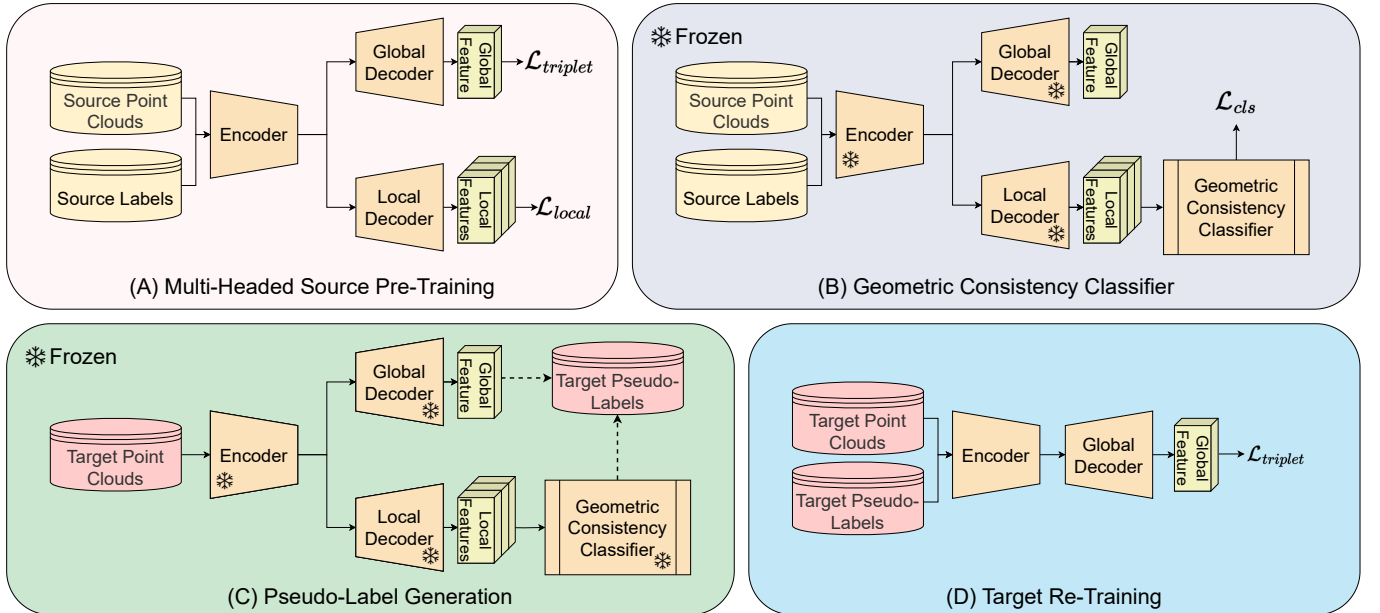 Source Point
Clouds
Source Labels
Encoder
Global
Decoder
Global
Feature
ℒtriplet
Local
Decoder
Local
Features
ℒlocal
(A) Multi-Headed Source Pre-Training
Frozen
Source Point
Clouds
Source Labels
Encoder
Global
Decoder
Global
Feature
Local
Decoder
Local
Features
ℒcls
Geometric
Consistency
Classifier
(B) Geometric Consistency Classifier
Frozen
Target Point
Clouds
Encoder
Global
Decoder
Global
Feature
Target Pseudo-
Labels
Local
Decoder
Local
Features
Geometric
Consistency
Classifier
(C) Pseudo-Label Generation
Target Point
Clouds
Target Pseudo-
Labels
Encoder
Global
Decoder
Global
Feature
ℒtriplet
(D) Target Re-Training